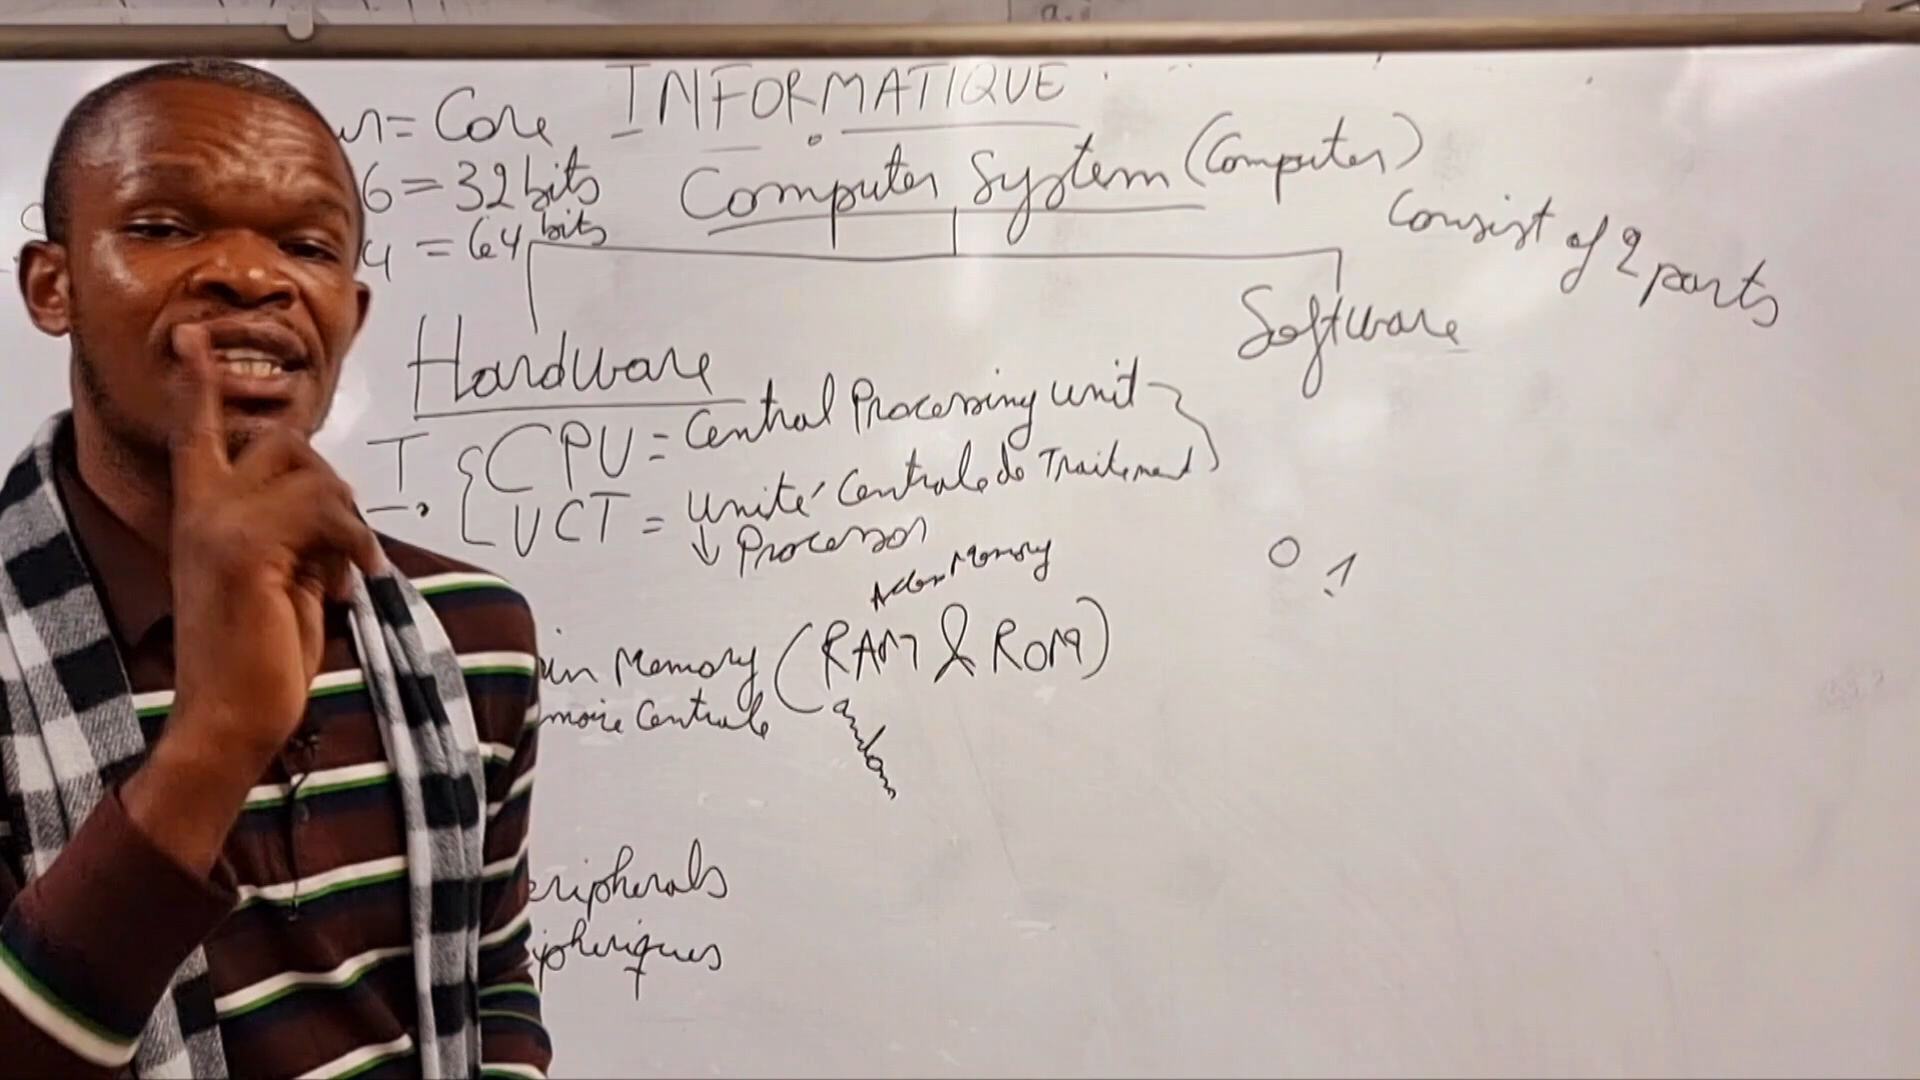 INFORMATIQUE
= Core
6 = 32 bits
4 = 64 bits
Computer System (Computer)
Consist of 2 parts
Hardware
Software
T
CPU = Central Processing unit
UCT = Unité Centrale de Traitement
↓ Processor
Memory
in Memory (RAM & ROM)
moire Centrale
andom
0 1
eripherals
ipheriques